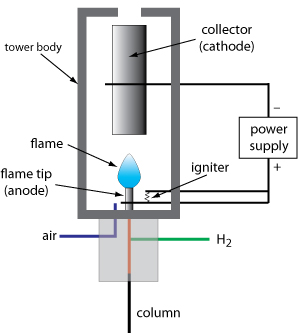 collector
(cathode)
tower body
−
power
supply
+
flame
igniter
flame tip
(anode)
air
H2
column